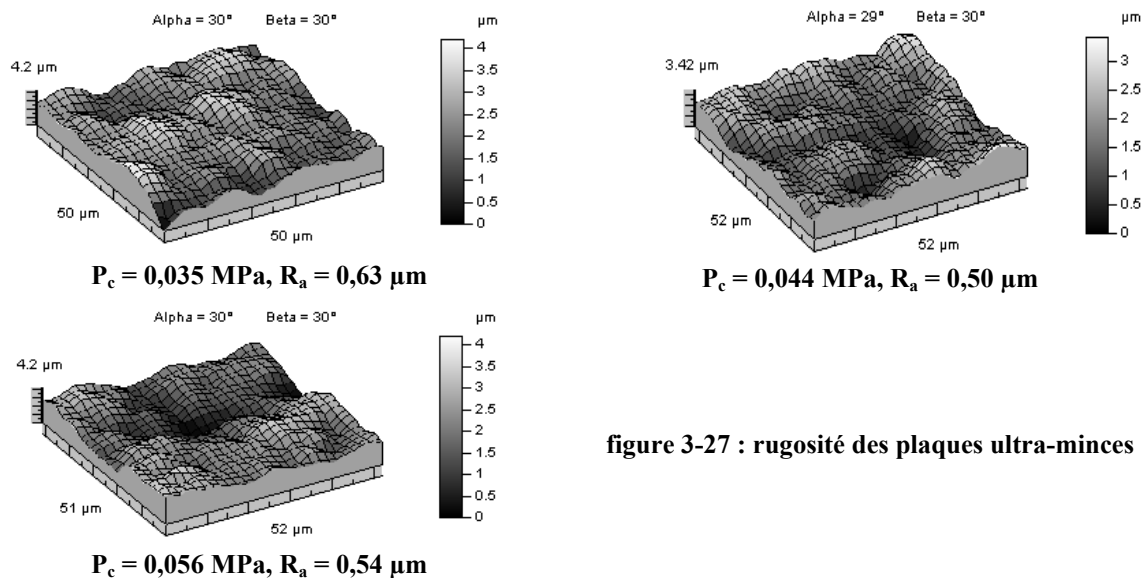 Alpha = 30° Beta = 30°
µm
4.2 µm
4
3.5
3
2.5
2
1.5
1
0.5
0
50 µm
50 µm
P_c = 0,035 MPa, R_a = 0,63 µm
Alpha = 29° Beta = 30°
µm
3.42 µm
3
2.5
2
1.5
1
0.5
0
52 µm
52 µm
P_c = 0,044 MPa, R_a = 0,50 µm
Alpha = 30° Beta = 30°
µm
4.2 µm
4
3.5
3
2.5
2
1.5
1
0.5
0
51 µm
52 µm
P_c = 0,056 MPa, R_a = 0,54 µm
figure 3-27 : rugosité des plaques ultra-minces